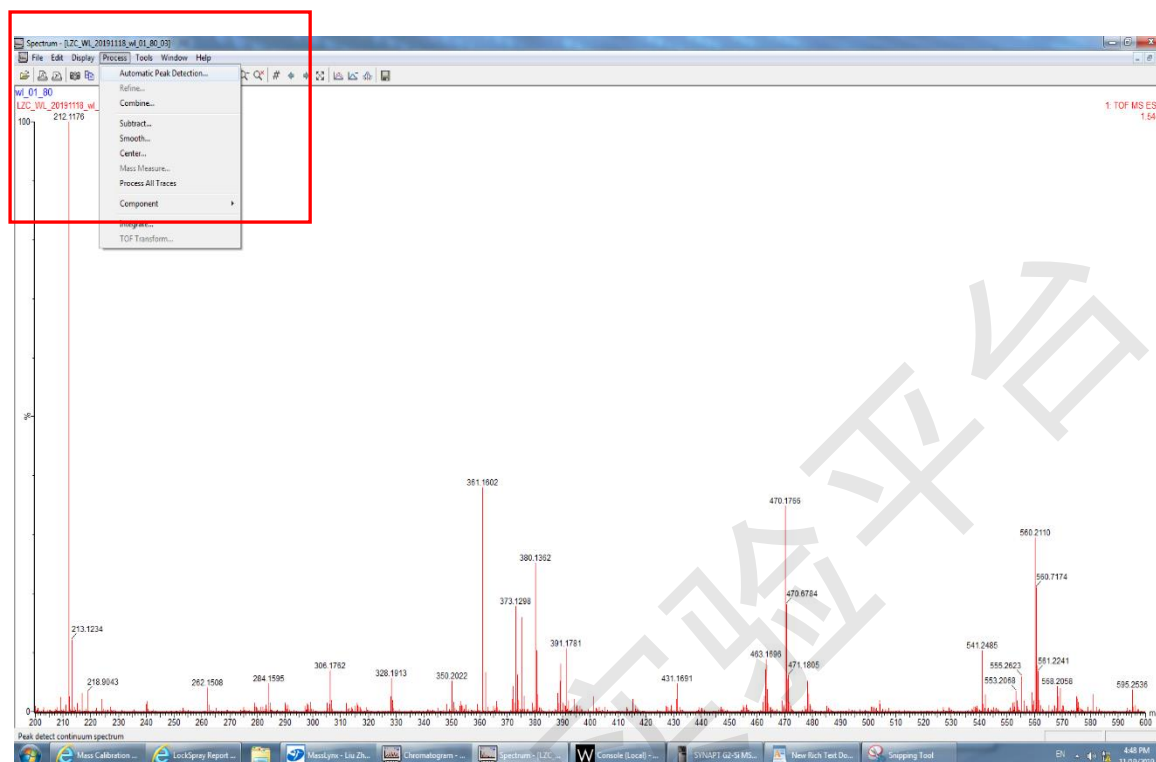 Spectrum - [LZC_WL_20191118_wl_01_80_03]
File Edit Display Process Tools Window Help
Automatic Peak Detection...
Refine...
Combine...
Subtract...
Smooth...
Center...
Mass Measure...
Process All Traces
Component
Integrate...
TOF Transform...
wl_01_80
LZC_WL_20191118_wl_
1: TOF MS ES
1.54
100
%
0
212.1176
213.1234
218.9043
262.1508
284.1595
306.1762
328.1913
350.2022
361.1602
373.1298
380.1362
391.1781
431.1691
463.1696
470.1766
470.6784
471.1805
541.2485
553.2068
555.2623
560.2110
560.7174
561.2241
568.2058
595.2536
200 210 220 230 240 250 260 270 280 290 300 310 320 330 340 350 360 370 380 390 400 410 420 430 440 450 460 470 480 490 500 510 520 530 540 550 560 570 580 590 600
m
Peak detect continuum spectrum
Mass Calibration ... LockSpray Report ... MassLynx - Liu Zh... Chromatogram - ... Spectrum - [LZC_... Console (Local) -... SYNAPT G2-Si MS... New Rich Text Do... Snipping Tool EN 4:48 PM
实验平台